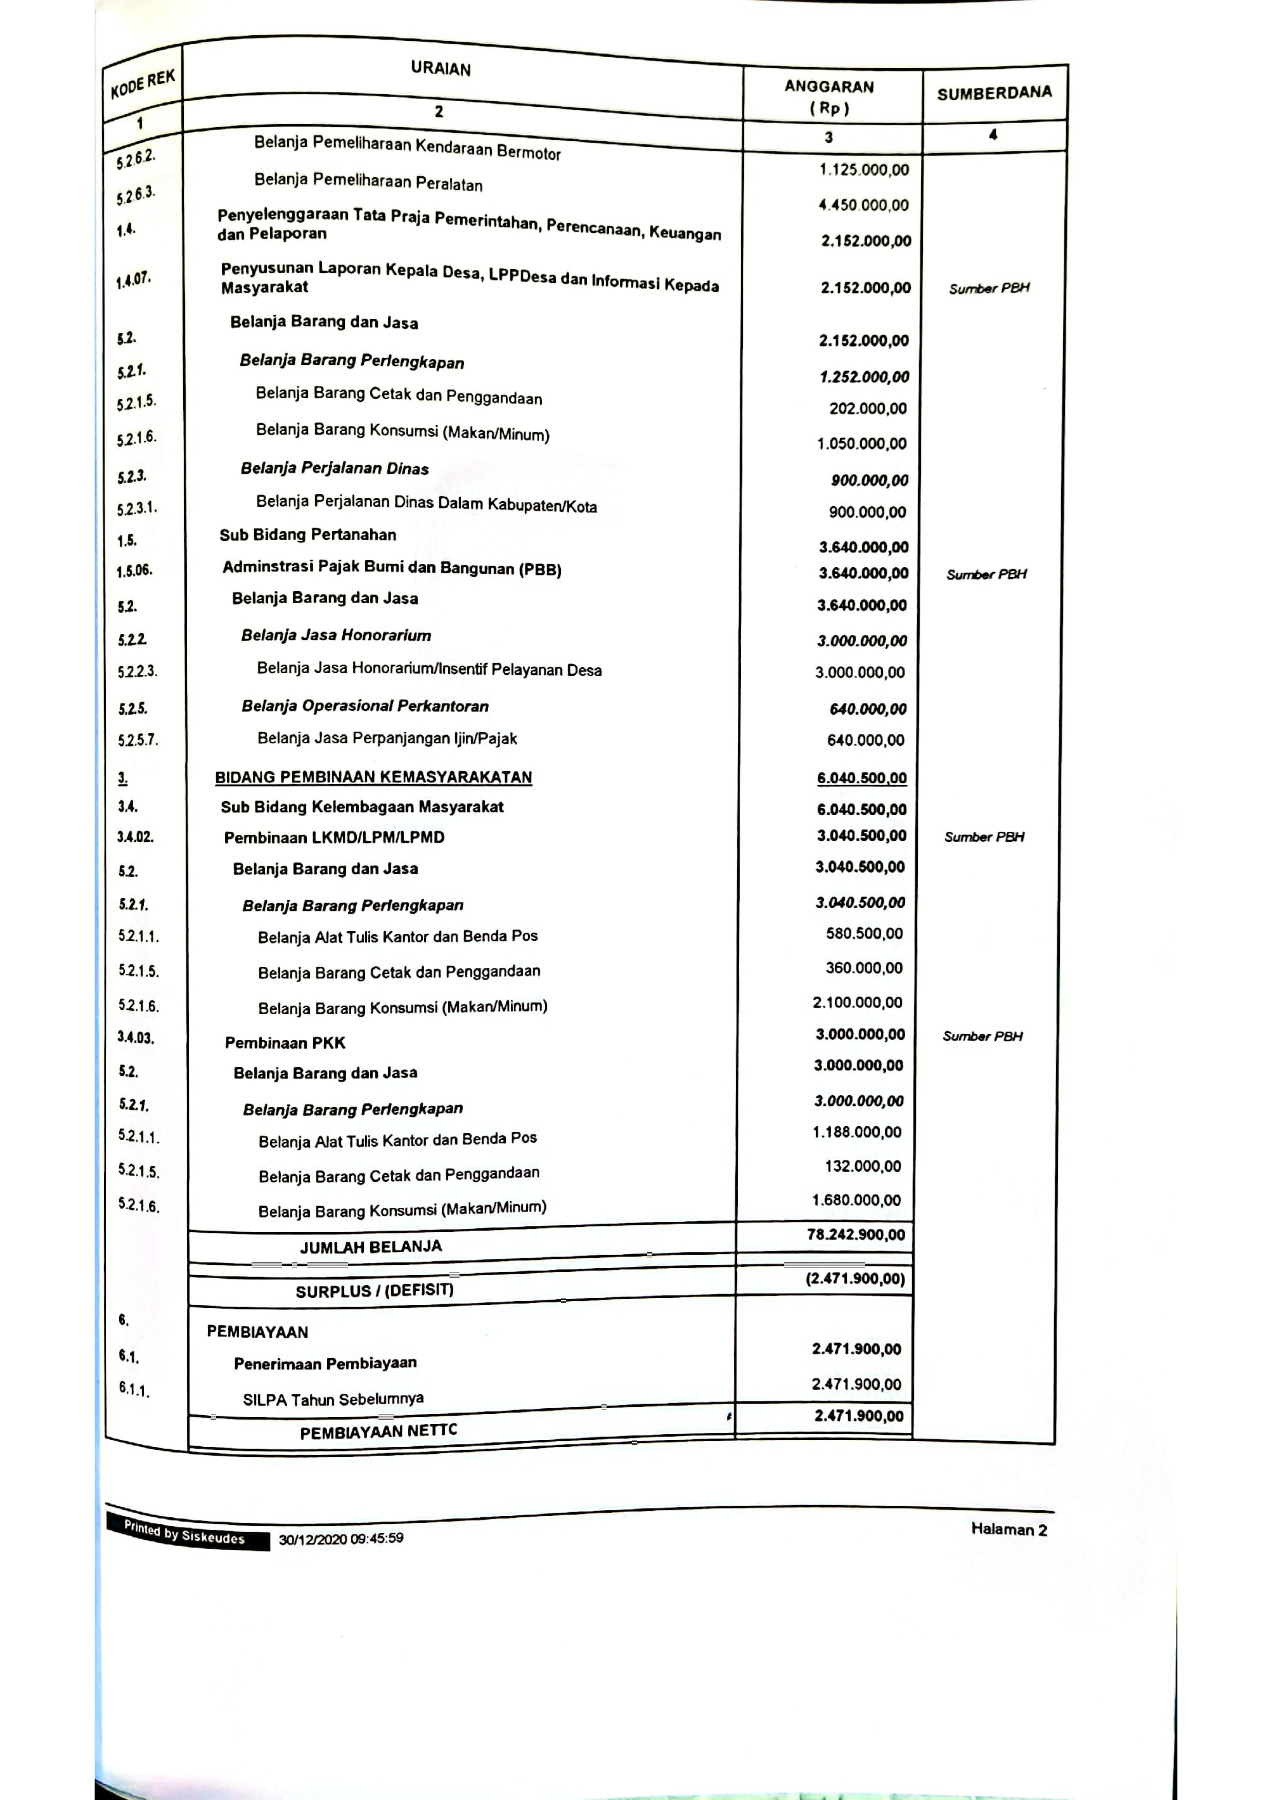 KODE REK URAIAN ANGGARAN ( Rp ) SUMBERDANA
1 2 3 4
5.2.6.2. Belanja Pemeliharaan Kendaraan Bermotor 1.125.000,00
5.2.6.3. Belanja Pemeliharaan Peralatan 4.450.000,00
1.4. Penyelenggaraan Tata Praja Pemerintahan, Perencanaan, Keuangan
dan Pelaporan 2.152.000,00
1.4.07. Penyusunan Laporan Kepala Desa, LPPDesa dan Informasi Kepada
Masyarakat 2.152.000,00 Sumber PBH
5.2. Belanja Barang dan Jasa 2.152.000,00
5.2.1. Belanja Barang Perlengkapan 1.252.000,00
5.2.1.5. Belanja Barang Cetak dan Penggandaan 202.000,00
5.2.1.6. Belanja Barang Konsumsi (Makan/Minum) 1.050.000,00
5.2.3. Belanja Perjalanan Dinas 900.000,00
5.2.3.1. Belanja Perjalanan Dinas Dalam Kabupaten/Kota 900.000,00
1.5. Sub Bidang Pertanahan 3.640.000,00
1.5.06. Adminstrasi Pajak Bumi dan Bangunan (PBB) 3.640.000,00 Sumber PBH
5.2. Belanja Barang dan Jasa 3.640.000,00
5.2.2. Belanja Jasa Honorarium 3.000.000,00
5.2.2.3. Belanja Jasa Honorarium/Insentif Pelayanan Desa 3.000.000,00
5.2.5. Belanja Operasional Perkantoran 640.000,00
5.2.5.7. Belanja Jasa Perpanjangan Ijin/Pajak 640.000,00
3. BIDANG PEMBINAAN KEMASYARAKATAN 6.040.500,00
3.4. Sub Bidang Kelembagaan Masyarakat 6.040.500,00
3.4.02. Pembinaan LKMD/LPM/LPMD 3.040.500,00 Sumber PBH
5.2. Belanja Barang dan Jasa 3.040.500,00
5.2.1. Belanja Barang Perlengkapan 3.040.500,00
5.2.1.1. Belanja Alat Tulis Kantor dan Benda Pos 580.500,00
5.2.1.5. Belanja Barang Cetak dan Penggandaan 360.000,00
5.2.1.6. Belanja Barang Konsumsi (Makan/Minum) 2.100.000,00
3.4.03. Pembinaan PKK 3.000.000,00 Sumber PBH
5.2. Belanja Barang dan Jasa 3.000.000,00
5.2.1. Belanja Barang Perlengkapan 3.000.000,00
5.2.1.1. Belanja Alat Tulis Kantor dan Benda Pos 1.188.000,00
5.2.1.5. Belanja Barang Cetak dan Penggandaan 132.000,00
5.2.1.6. Belanja Barang Konsumsi (Makan/Minum) 1.680.000,00
JUMLAH BELANJA 78.242.900,00
SURPLUS / (DEFISIT) (2.471.900,00)
6. PEMBIAYAAN
6.1. Penerimaan Pembiayaan 2.471.900,00
6.1.1. SILPA Tahun Sebelumnya 2.471.900,00
PEMBIAYAAN NETTC 2.471.900,00
Printed by Siskeudes 30/12/2020 09:45:59 Halaman 2